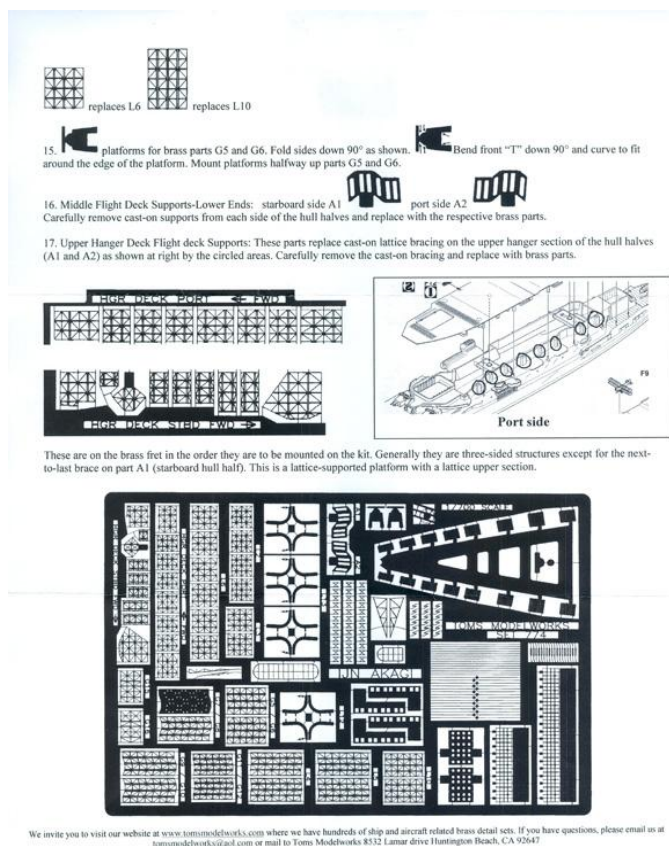 replaces L6 replaces L10
15. platforms for brass parts G5 and G6. Fold sides down 90° as shown. Bend front “T” down 90° and curve to fit
around the edge of the platform. Mount platforms halfway up parts G5 and G6.
16. Middle Flight Deck Supports-Lower Ends: starboard side A1 port side A2
Carefully remove cast-on supports from each side of the hull halves and replace with the respective brass parts.
17. Upper Hanger Deck Flight deck Supports: These parts replace cast-on lattice bracing on the upper hanger section of the hull halves
(A1 and A2) as shown at right by the circled areas. Carefully remove the cast-on bracing and replace with brass parts.
HGR DECK PORT FWD
F9
Port side
HGR DECK STBD FWD
These are on the brass fret in the order they are to be mounted on the kit. Generally they are three-sided structures except for the next-
to-last brace on part A1 (starboard hull half). This is a lattice-supported platform with a lattice upper section.
1/700 SCALE
TOMS MODELWORKS
SET 774
IJN AKAGI
We invite you to visit our website at www.tomsmodelworks.com where we have hundreds of ship and aircraft related brass detail sets. If you have questions, please email us at
tomsmodelworks@aol.com or mail to Toms Modelworks 8532 Lamar drive Huntington Beach, CA 92647